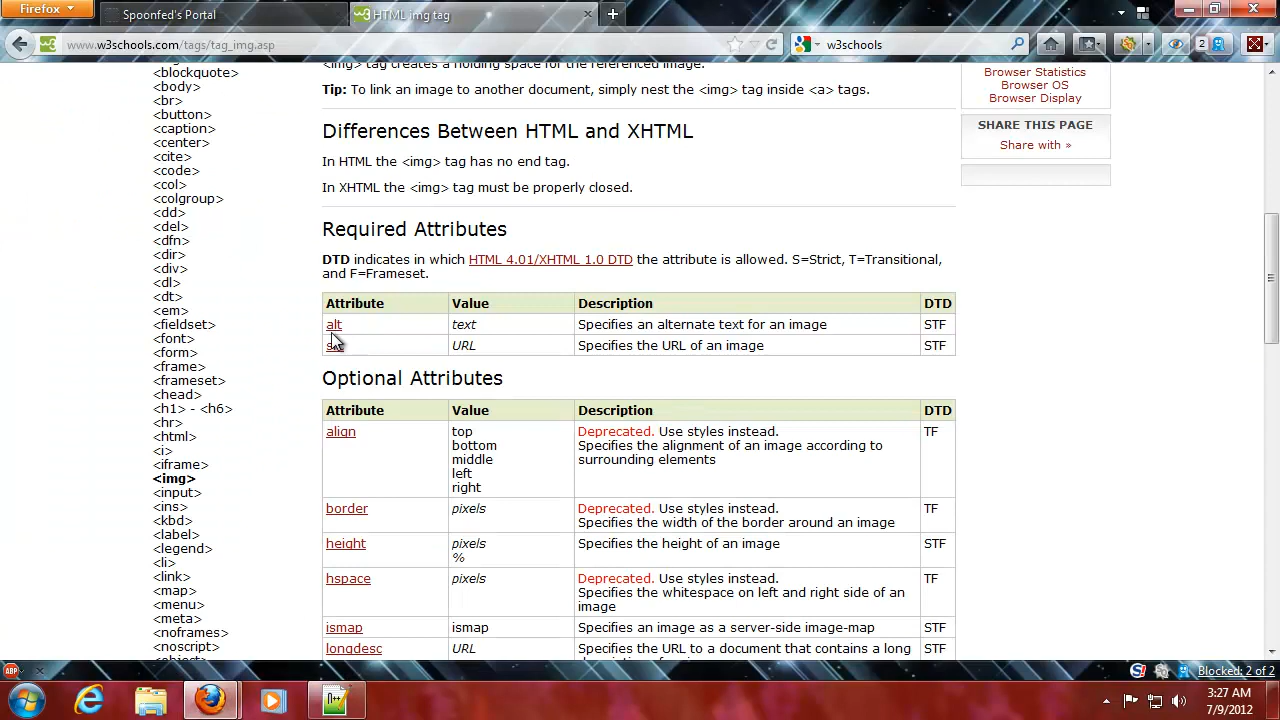 Firefox
Spoonfed's Portal
HTML img tag
www.w3schools.com/tags/tag_img.asp
w3schools
2
<blockquote>
<body>
<br>
<button>
<caption>
<center>
<cite>
<code>
<col>
<colgroup>
<dd>
<del>
<dfn>
<dir>
<div>
<dl>
<dt>
<em>
<fieldset>
<font>
<form>
<frame>
<frameset>
<head>
<h1> - <h6>
<hr>
<html>
<i>
<iframe>
<img>
<input>
<ins>
<kbd>
<label>
<legend>
<li>
<link>
<map>
<menu>
<meta>
<noframes>
<noscript>
<img> tag creates a holding space for the referenced image.
Tip: To link an image to another document, simply nest the <img> tag inside <a> tags.
Differences Between HTML and XHTML
In HTML the <img> tag has no end tag.
In XHTML the <img> tag must be properly closed.
Required Attributes
DTD indicates in which HTML 4.01/XHTML 1.0 DTD the attribute is allowed. S=Strict, T=Transitional,
and F=Frameset.
Attribute Value Description DTD
alt text Specifies an alternate text for an image STF
URL Specifies the URL of an image STF
Optional Attributes
Attribute Value Description DTD
align top Deprecated. Use styles instead. TF
bottom Specifies the alignment of an image according to
middle surrounding elements
left
right
border pixels Deprecated. Use styles instead. TF
Specifies the width of the border around an image
height pixels Specifies the height of an image STF
%
hspace pixels Deprecated. Use styles instead. TF
Specifies the whitespace on left and right side of an
image
ismap ismap Specifies an image as a server-side image-map STF
longdesc URL Specifies the URL to a document that contains a long STF
Browser Statistics
Browser OS
Browser Display
SHARE THIS PAGE
Share with »
ABP
Blocked: 2 of 2
3:27 AM
7/9/2012